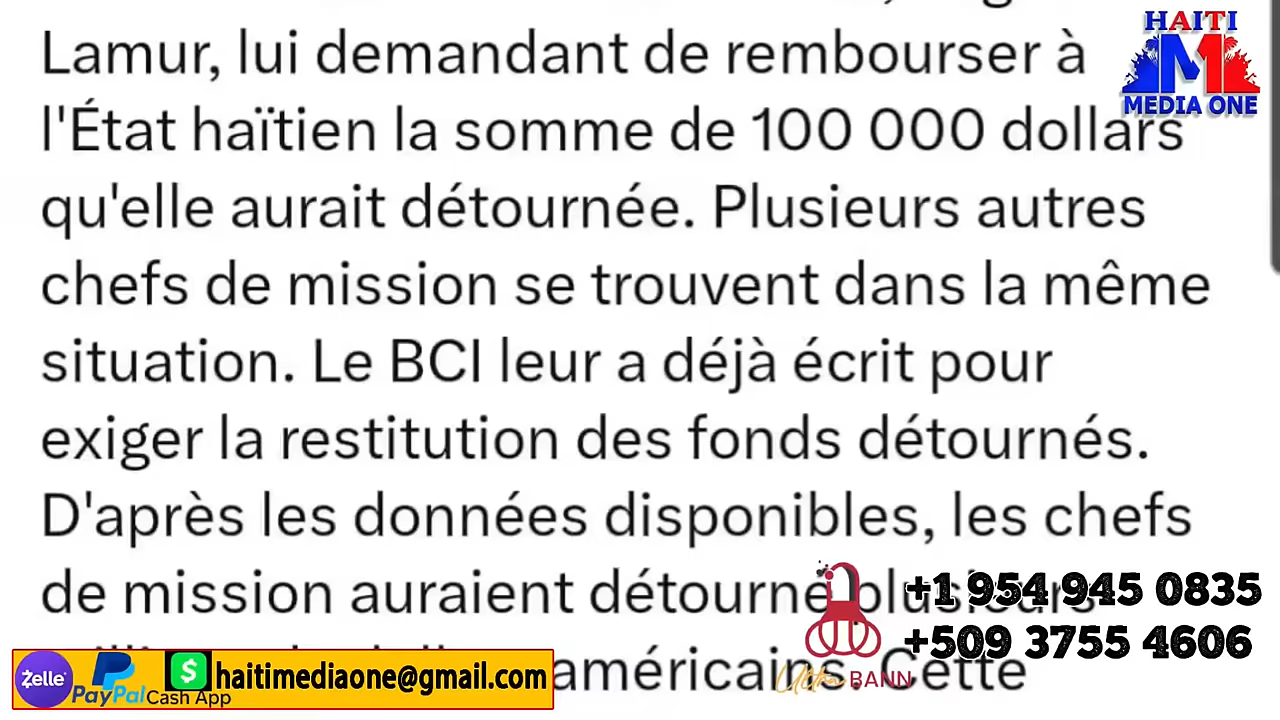 Lamur, lui demandant de rembourser à
l'État haïtien la somme de 100 000 dollars
qu'elle aurait détournée. Plusieurs autres
chefs de mission se trouvent dans la même
situation. Le BCI leur a déjà écrit pour
exiger la restitution des fonds détournés.
D'après les données disponibles, les chefs
de mission auraient détourné plusieurs
américains. Cette
HAITI
MEDIA ONE
+1 954 945 0835
+509 3755 4606
Ultra BANN
Zelle
PayPal
Cash App
haitimediaone@gmail.com